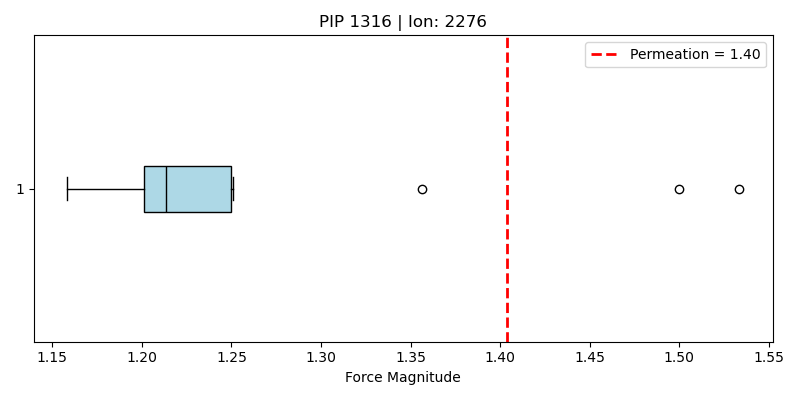 PIP 1316 | Ion: 2276
Permeation = 1.40
1
1.15 1.20 1.25 1.30 1.35 1.40 1.45 1.50 1.55
Force Magnitude